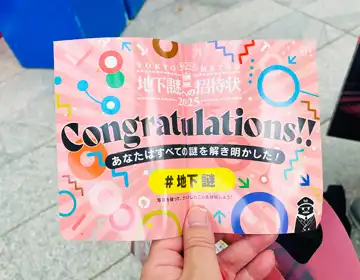 TOKYO METRO
地下謎への招待状
2025
Congratulations!!
あなたはすべての謎を解き明かした！
#地下謎